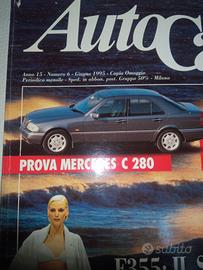 AutoCa
Anno 15 - Numero 6 - Giugno 1995 - Copia Omaggio
Periodico mensile - Sped. in abbon. post. Gruppo 50% - Milano
PROVA MERCEDES C 280
F355: IL S
subito